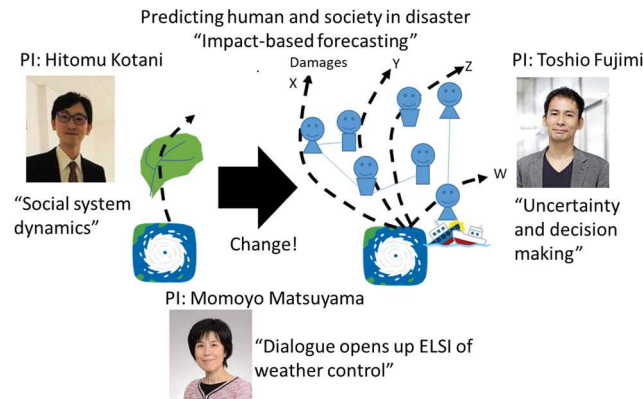 Predicting human and society in disaster
“Impact-based forecasting”
PI: Hitomu Kotani
Damages
X
Y
Z
PI: Toshio Fujimi
W
“Social system
dynamics”
Change!
“Uncertainty
and decision
making”
PI: Momoyo Matsuyama
“Dialogue opens up ELSI of
weather control”